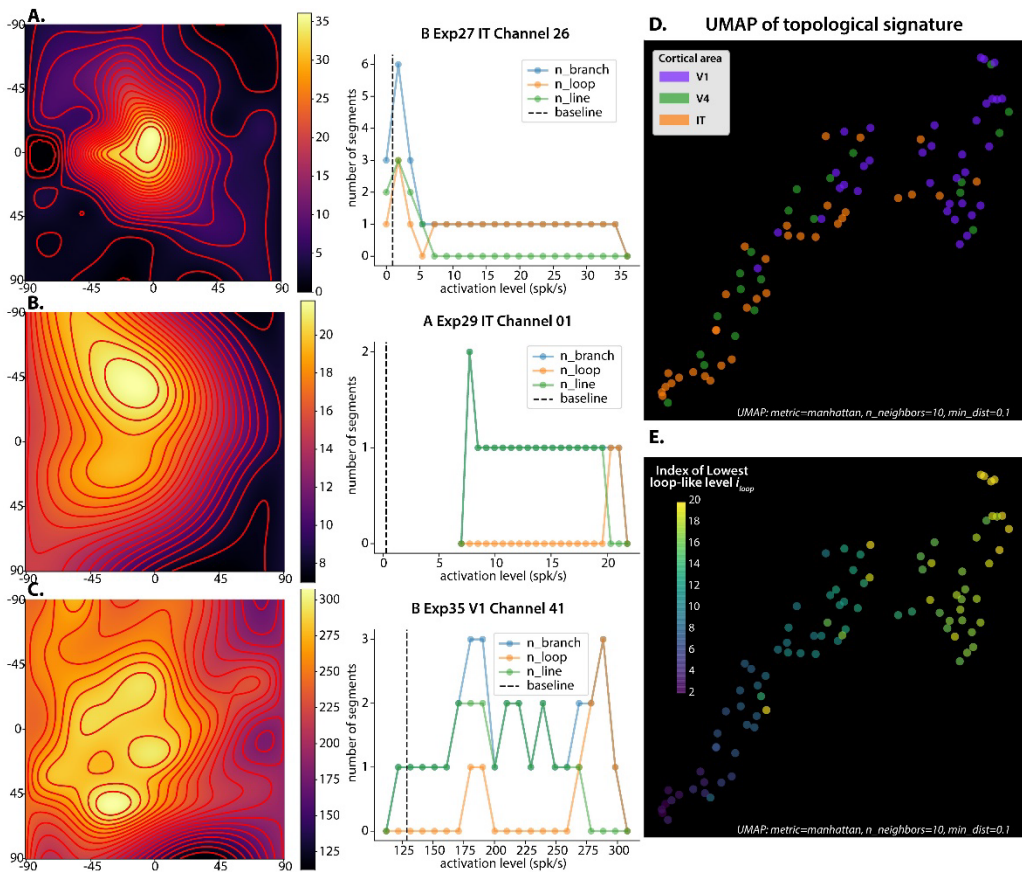 A.
-90
-45
0
45
90
-90
-45
0
45
90
35
30
25
20
15
10
5
0
B Exp27 IT Channel 26
n_branch
n_loop
n_line
baseline
number of segments
6
5
4
3
2
1
0
0
5
10
15
20
25
30
35
activation level (spk/s)
B.
-90
-45
0
45
90
-90
-45
0
45
90
20
18
16
14
12
10
8
A Exp29 IT Channel 01
n_branch
n_loop
n_line
baseline
number of segments
2
1
0
0
5
10
15
20
activation level (spk/s)
C.
-90
-45
0
45
90
-90
-45
0
45
90
300
275
250
225
200
175
150
125
B Exp35 V1 Channel 41
n_branch
n_loop
n_line
baseline
number of segments
3
2
1
0
125
150
175
200
225
250
275
300
activation level (spk/s)
D.
UMAP of topological signature
Cortical area
V1
V4
IT
UMAP: metric=manhattan, n_neighbors=10, min_dist=0.1
E.
Index of Lowest
loop-like level i_loop
20
18
16
14
12
10
8
6
4
2
UMAP: metric=manhattan, n_neighbors=10, min_dist=0.1